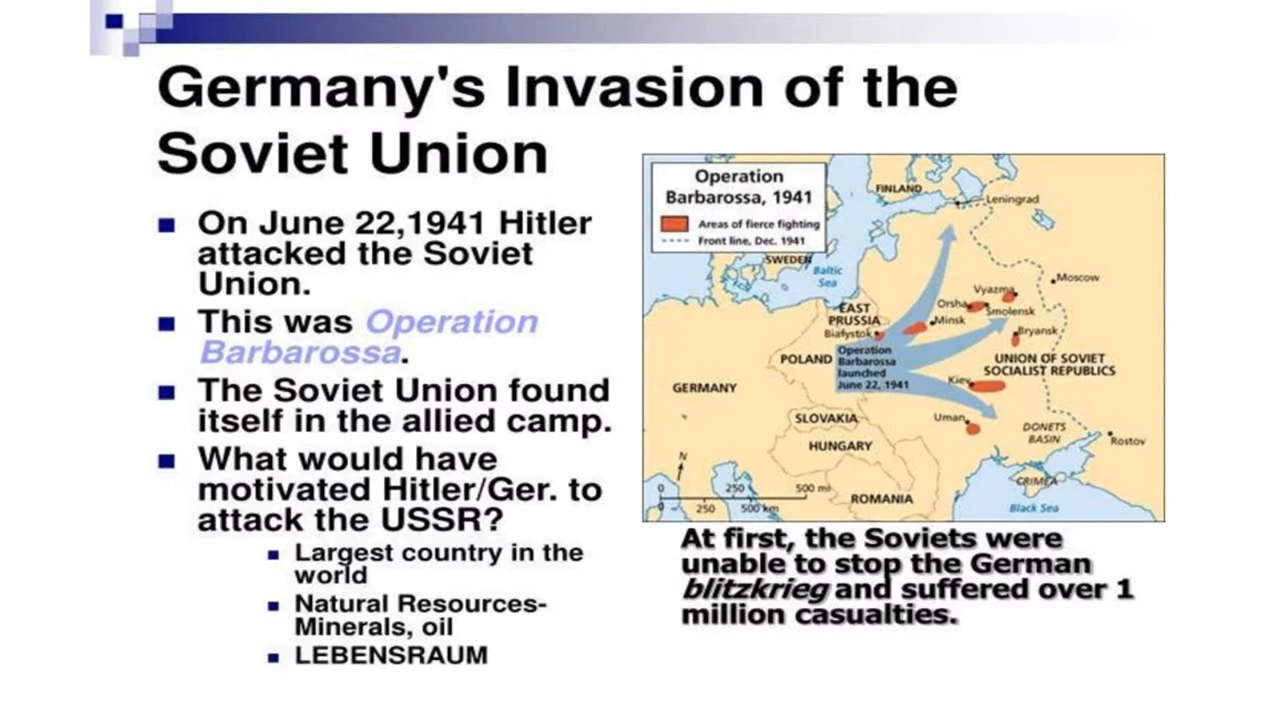 Germany's Invasion of the
Soviet Union
On June 22,1941 Hitler
attacked the Soviet
Union.
This was Operation
Barbarossa.
The Soviet Union found
itself in the allied camp.
What would have
motivated Hitler/Ger. to
attack the USSR?
Largest country in the
world
Natural Resources-
Minerals, oil
LEBENSRAUM
Operation
Barbarossa, 1941
Areas of fierce fighting
Front line, Dec. 1941
FINLAND
Leningrad
SWEDEN
Baltic
Sea
Moscow
Vyazma
Orsha
Smolensk
EAST
PRUSSIA
Minsk
Bialystok
Bryansk
POLAND
Operation
Barbarossa
launched
June 22, 1941
UNION OF SOVIET
SOCIALIST REPUBLICS
GERMANY
Kiev
SLOVAKIA
Uman
DONETS
BASIN
Rostov
HUNGARY
N
CRIMEA
0 250 500 mi
0 250 500 km
ROMANIA
Black Sea
At first, the Soviets were
unable to stop the German
blitzkrieg and suffered over 1
million casualties.